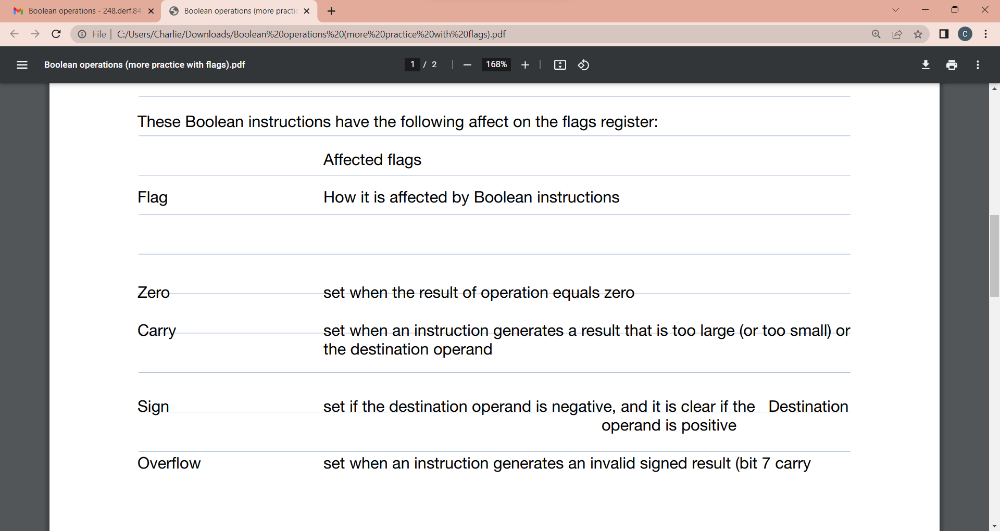 Boolean operations - 248.derf.84
Boolean operations (more practic
File | C:/Users/Charlie/Downloads/Boolean%20operations%20(more%20practice%20with%20flags).pdf
C
Boolean operations (more practice with flags).pdf
1 / 2
168%
These Boolean instructions have the following affect on the flags register:
Affected flags
Flag How it is affected by Boolean instructions
Zero set when the result of operation equals zero
Carry set when an instruction generates a result that is too large (or too small) or
the destination operand
Sign set if the destination operand is negative, and it is clear if the Destination
operand is positive
Overflow set when an instruction generates an invalid signed result (bit 7 carry